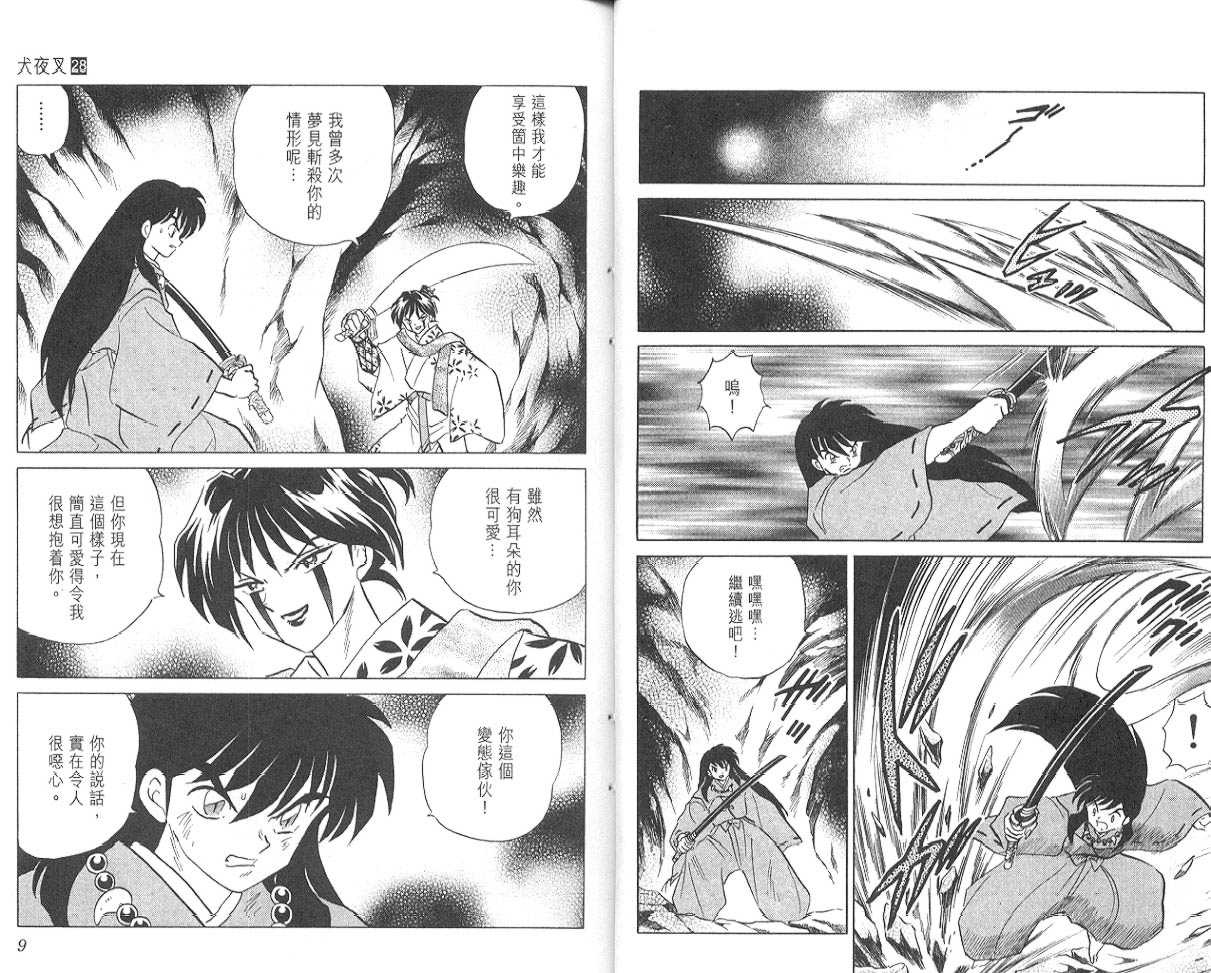 ゴ
ビ
嗚！
！
嘿嘿嘿…
繼續逃吧！
犬夜叉 28
這樣我才能
享受箇中樂趣。
我曾多次
夢見斬殺你的
情形呢…
……
雖然
有狗耳朵的你
很可愛…
但你現在
這個樣子，
簡直可愛得令我
很想抱着你。
你這個
變態傢伙！
你的説話，
實在令人
很噁心。
9